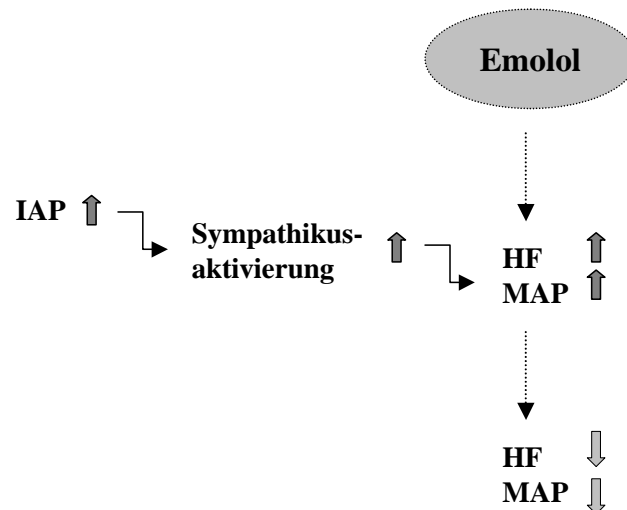 Emolol
IAP
Sympathikus-
aktivierung
HF
MAP
HF
MAP